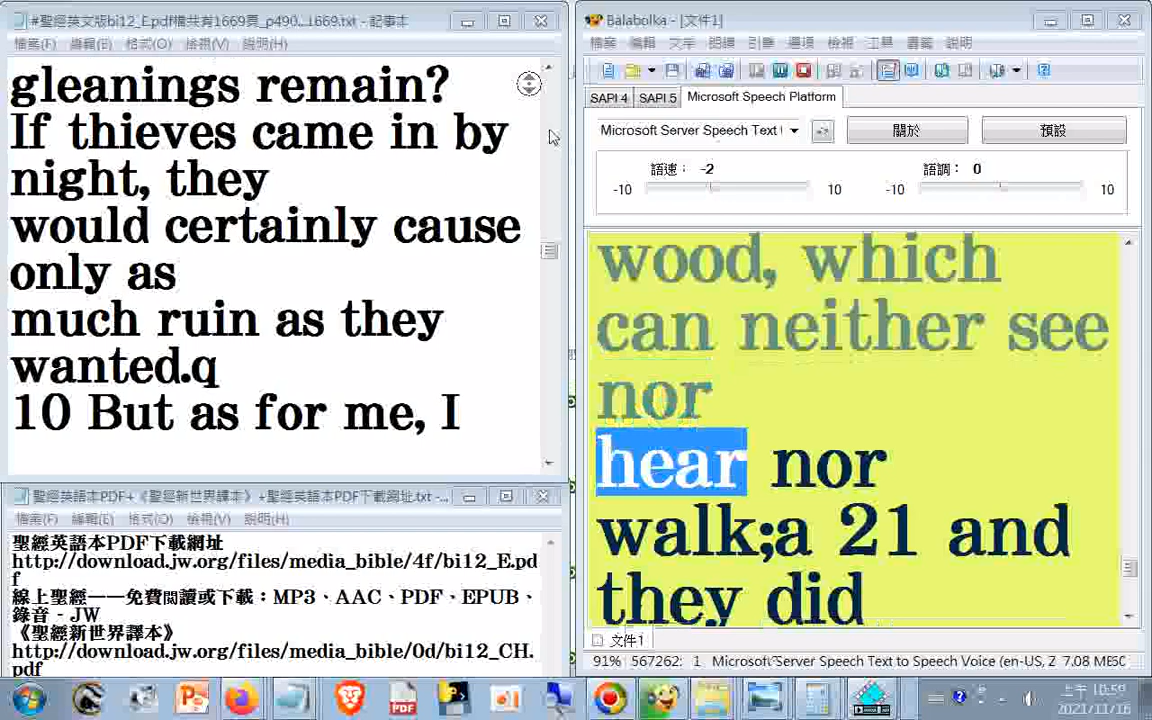 #聖經英文版bi12_E.pdf檔共有1669頁_p490...1669.txt - 記事本
檔案(F) 編輯(E) 格式(O) 檢視(V) 說明(H)
gleanings remain?
If thieves came in by
night, they
would certainly cause
only as
much ruin as they
wanted.q
10 But as for me, I
聖經英語本PDF+《聖經新世界譯本》+聖經英語本PDF下載網址.txt -...
檔案(F) 編輯(E) 格式(O) 檢視(V) 說明(H)
聖經英語本PDF下載網址
http://download.jw.org/files/media_bible/4f/bi12_E.pd
f
線上聖經——免費閱讀或下載：MP3、AAC、PDF、EPUB、
錄音 - JW
《聖經新世界譯本》
http://download.jw.org/files/media_bible/0d/bi12_CH.
pdf
Balabolka - [文件1]
檔案 編輯 文字 朗讀 引擎 選項 檢視 工具 書籤 說明
SAPI 4 SAPI 5 Microsoft Speech Platform
Microsoft Server Speech Text 關於 預設
語速： -2 語調： 0
-10 10 -10 10
wood, which
can neither see
nor
hear nor
walk;a 21 and
they did
文件1
91% 567262: 1 Microsoft Server Speech Text to Speech Voice (en-US, Z 7.08 MB
上午 10:59
2021/11/16